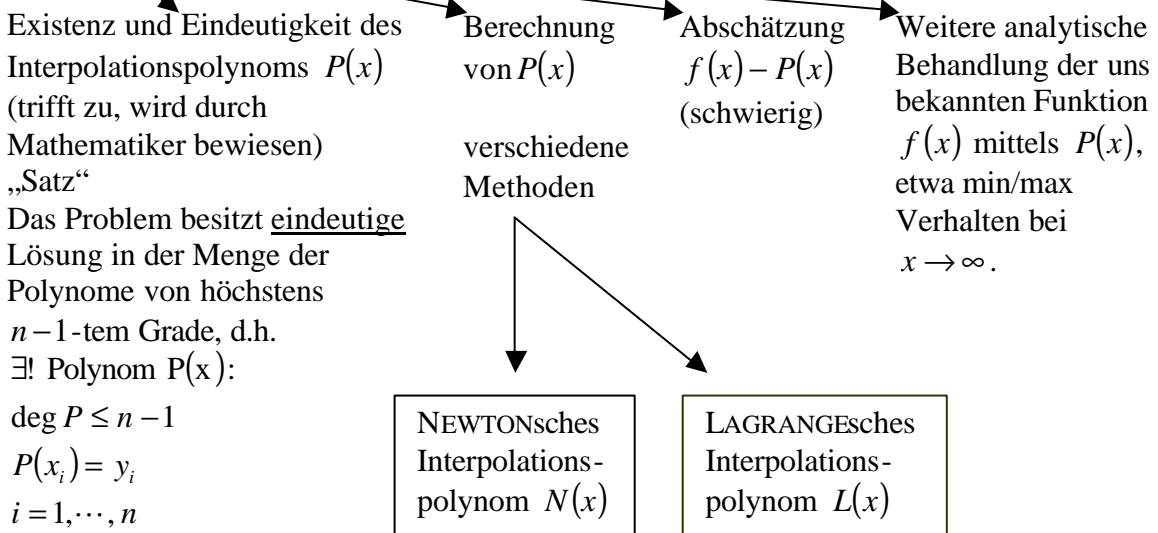 Existenz und Eindeutigkeit des
Interpolationspolynoms P(x)
(trifft zu, wird durch
Mathematiker bewiesen)
„Satz“
Das Problem besitzt eindeutige
Lösung in der Menge der
Polynome von höchstens
n−1-tem Grade, d.h.
∃! Polynom P(x):
deg P ≤ n−1
P(x_i) = y_i
i = 1,⋯, n
Berechnung
von P(x)
verschiedene
Methoden
Abschätzung
f(x) − P(x)
(schwierig)
Weitere analytische
Behandlung der uns
bekannten Funktion
f(x) mittels P(x),
etwa min/max
Verhalten bei
x → ∞.
NEWTONsches
Interpolations-
polynom N(x)
LAGRANGEsches
Interpolations-
polynom L(x)